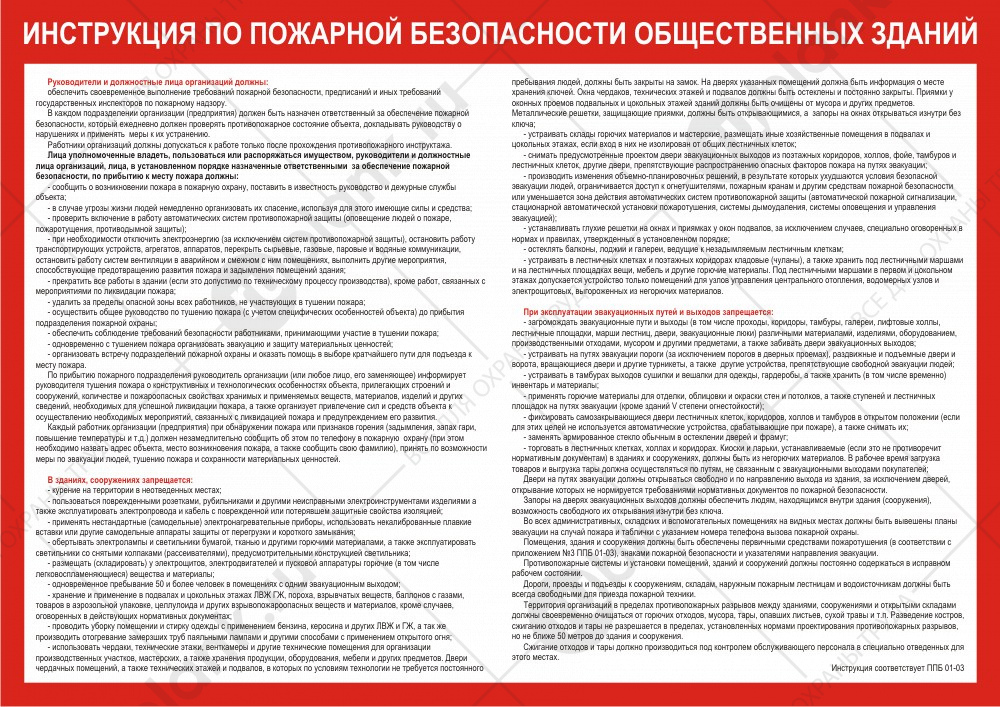 ИНСТРУКЦИЯ ПО ПОЖАРНОЙ БЕЗОПАСНОСТИ ОБЩЕСТВЕННЫХ ЗДАНИЙ
Руководители и должностные лица организаций должны:
обеспечить своевременное выполнение требований пожарной безопасности, предписаний и иных требований
государственных инспекторов по пожарному надзору.
В каждом подразделении организации (предприятия) должен быть назначен ответственный за обеспечение пожарной
безопасности, который ежедневно должен проверять противопожарное состояние объекта, докладывать руководству о
нарушениях и применять меры к их устранению.
Работники организаций должны допускаться к работе только после прохождения противопожарного инструктажа.
Лица уполномоченные владеть, пользоваться или распоряжаться имуществом, руководители и должностные
лица организаций, лица, в установленном порядке назначенные ответственными за обеспечение пожарной
безопасности, по прибытию к месту пожара должны:
- сообщить о возникновении пожара в пожарную охрану, поставить в известность руководство и дежурные службы
объекта;
- в случае угрозы жизни людей немедленно организовать их спасение, используя для этого имеющие силы и средства;
- проверить включение в работу автоматических систем противопожарной защиты (оповещение людей о пожаре,
пожаротушения, противодымной защиты);
- при необходимости отключить электроэнергию (за исключением систем противопожарной защиты), остановить работу
транспортирующих устройств, агрегатов, аппаратов, перекрыть сырьевые, газовые, паровые и водяные коммуникации,
остановить работу систем вентиляции в аварийном и смежном с ним помещениях, выполнить другие мероприятия,
способствующие предотвращению развития пожара и задымления помещений здания;
- прекратить все работы в здании (если это допустимо по техническому процессу производства), кроме работ, связанных с
мероприятиями по ликвидации пожара;
- удалить за пределы опасной зоны всех работников, не участвующих в тушении пожара;
- осуществить общее руководство по тушению пожара (с учетом специфических особенностей объекта) до прибытия
подразделения пожарной охраны;
- обеспечить соблюдение требований безопасности работниками, принимающими участие в тушении пожара;
- одновременно с тушением пожара организовать эвакуацию и защиту материальных ценностей;
- организовать встречу подразделений пожарной охраны и оказать помощь в выборе кратчайшего пути для подъезда к
месту пожара.
По прибытию пожарного подразделения руководитель организации (или любое лицо, его заменяющее) информирует
руководителя тушения пожара о конструктивных и технологических особенностях объекта, прилегающих строений и
сооружений, количестве и пожароопасных свойствах хранимых и применяемых веществ, материалов, изделий и других
сведений, необходимых для успешной ликвидации пожара, а также организует привлечение сил и средств объекта к
осуществлению необходимых мероприятий, связанных с ликвидацией пожара и предупреждением его развития.
Каждый работник организации (предприятия) при обнаружении пожара или признаков горения (задымления, запах гари,
повышение температуры и т.д.) должен незамедлительно сообщить об этом по телефону в пожарную охрану (при этом
необходимо назвать адрес объекта, место возникновения пожара, а также сообщить свою фамилию), принять по возможности
меры по эвакуации людей, тушению пожара и сохранности материальных ценностей.
В зданиях, сооружениях запрещается:
- курение на территории в неотведенных местах;
- пользоваться поврежденными розетками, рубильниками и другими неисправными электроинструментами изделиями а
также эксплуатировать электропровода и кабель с поврежденной или потерявшем защитные свойства изоляцией;
- применять нестандартные (самодельные) электронагревательные приборы, использовать некалиброванные плавкие
вставки или другие самодельные аппараты защиты от перегрузки и короткого замыкания;
- обертывать электролампы и светильники бумагой, тканью и другими горючими материалами, а также эксплуатировать
светильники со снятыми колпаками (рассеивателями), предусмотрительными конструкцией светильника;
- размещать (складировать) у электрощитов, электродвигателей и пусковой аппаратуры горючие (в том числе
легковоспламеняющиеся) вещества и материалы;
- одновременное пребывание 50 и более человек в помещениях с одним эвакуационным выходом;
- хранение и применение в подвалах и цокольных этажах ЛВЖ ГЖ, пороха, взрывчатых веществ, баллонов с газами,
товаров в аэрозольной упаковке, целлулоида и других взрывопожароопасных веществ и материалов, кроме случаев,
оговоренных в действующих нормативных документах;
- проводить уборку помещении и стирку одежды с применением бензина, керосина и других ЛВЖ и ГЖ, а так же
производить отогревание замерзших труб паяльными лампами и другими способами с применением открытого огня;
- использовать чердаки, технические этажи, венткамеры и другие технические помещения для организации
производственных участков, мастерских, а также хранения продукции, оборудования, мебели и других предметов. Двери
чердачных помещений, а также технических этажей и подвалов, в которых по условиям технологии не требуется постоянного
пребывания людей, должны быть закрыты на замок. На дверях указанных помещений должна быть информация о месте
хранения ключей. Окна чердаков, технических этажей и подвалов должны быть остеклены и постоянно закрыты. Приямки у
оконных проемов подвальных и цокольных этажей зданий должны быть очищены от мусора и других предметов.
Металлические решетки, защищающие приямки, должны быть открывающимися, а запоры на окнах открываться изнутри без
ключа;
- устраивать склады горючих материалов и мастерские, размещать иные хозяйственные помещения в подвалах и
цокольных этажах, если вход в них не изолирован от общих лестничных клеток;
- снимать предусмотренные проектом двери эвакуационных выходов из поэтажных коридоров, холлов, фойе, тамбуров и
лестничных клеток, другие двери, препятствующие распространению опасных факторов пожара на путях эвакуации;
- производить изменения объемно-планировочных решений, в результате которых ухудшаются условия безопасной
эвакуации людей, ограничивается доступ к огнетушителями, пожарным кранам и другим средствам пожарной безопасности
или уменьшается зона действия автоматических систем противопожарной защиты (автоматической пожарной сигнализации,
стационарной автоматической установки пожаротушения, системы дымоудаления, системы оповещения и управления
эвакуацией);
- устанавливать глухие решетки на окнах и приямках у окон подвалов, за исключением случаев, специально оговоренных в
нормах и правилах, утвержденных в установленном порядке;
- остеклять балконы, лоджии и галереи, ведущие к незадымляемым лестничным клеткам;
- устраивать в лестничных клетках и поэтажных коридорах кладовые (чуланы), а также хранить под лестничными маршами
и на лестничных площадках вещи, мебель и другие горючие материалы. Под лестничными маршами в первом и цокольном
этажах допускается устройство только помещений для узлов управления центрального отопления, водомерных узлов и
электрощитовых, выгороженных из негорючих материалов.
При эксплуатации эвакуационных путей и выходов запрещается:
- загромождать эвакуационные пути и выходы (в том числе проходы, коридоры, тамбуры, галереи, лифтовые холлы,
лестничные площадки, марши лестниц, двери, эвакуационные люки) различными материалами, изделиями, оборудованием,
производственными отходами, мусором и другими предметами, а также забивать двери эвакуационных выходов;
- устраивать на путях эвакуации пороги (за исключением порогов в дверных проемах), раздвижные и подъемные двери и
ворота, вращающиеся двери и другие турникеты, а также другие устройства, препятствующие свободной эвакуации людей;
- устраивать в тамбурах выходов сушилки и вешалки для одежды, гардеробы, а также хранить (в том числе временно)
инвентарь и материалы;
- применять горючие материалы для отделки, облицовки и окраски стен и потолков, а также ступеней и лестничных
площадок на путях эвакуации (кроме зданий V степени огнестойкости);
- фиксировать самозакрывающиеся двери лестничных клеток, коридоров, холлов и тамбуров в открытом положении (если
для этих целей не используется автоматические устройства, срабатывающие при пожаре), а также снимать их;
- заменять армированное стекло обычным в остеклении дверей и фрамуг;
- торговать в лестничных клетках, холлах и коридорах. Киоски и ларьки, устанавливаемые (если это не противоречит
нормативным документам) в зданиях и сооружениях, должны быть из негорючих материалов. В рабочее время загрузка
товаров и выгрузка тары должна осуществляться по путям, не связанным с эвакуационными выходами покупателей;
Двери на путях эвакуации должны открываться свободно и по направлению выхода из здания, за исключением дверей,
открывание которых не нормируется требованиями нормативных документов по пожарной безопасности.
Запоры на дверях эвакуационных выходов должны обеспечить людям, находящимся внутри здания (сооружения),
возможность свободного их открывания изнутри без ключа.
Во всех административных, складских и вспомогательных помещениях на видных местах должны быть вывешены планы
эвакуации на случай пожара и таблички с указанием номера телефона вызова пожарной охраны.
Помещения, здания и сооружения должны быть обеспечены первичными средствами пожаротушения (в соответствии с
приложением №3 ППБ 01-03), знаками пожарной безопасности и указателями направления эвакуации.
Противопожарные системы и установки помещений, зданий и сооружений должны постоянно содержаться в исправном
рабочем состоянии.
Дороги, проезды и подъезды к сооружениям, складам, наружным пожарным лестницам и водоисточникам должны быть
всегда свободными для приезда пожарной техники.
Территория организаций в пределах противопожарных разрывов между зданиями, сооружениями и открытыми складами
должны своевременно очищаться от горючих отходов, мусора, тары, опавших листьев, сухой травы и т.п. Разведение костров,
сжиганию отходов и тары не разрешается в пределах, установленных нормами проектирования противопожарных разрывов,
но не ближе 50 метров до здания и сооружения.
Сжигание отходов и тары должно производиться под контролем обслуживающего персонала в специально отведенных для
этого местах.
Инструкция соответствует ППБ 01-03